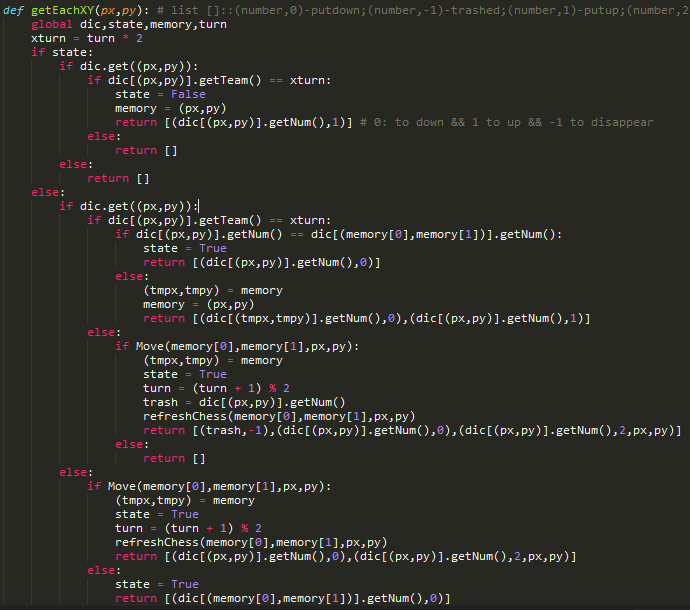 def getEachXY(px,py): # list []::(number,0)-putdown;(number,-1)-trashed;(number,1)-putup;(number,2
    global dic,state,memory,turn
    xturn = turn * 2
    if state:
        if dic.get((px,py)):
            if dic[(px,py)].getTeam() == xturn:
                state = False
                memory = (px,py)
                return [(dic[(px,py)].getNum(),1)] # 0: to down && 1 to up && -1 to disappear
            else:
                return []
        else:
            return []
    else:
        if dic.get((px,py)):
            if dic[(px,py)].getTeam() == xturn:
                if dic[(px,py)].getNum() == dic[(memory[0],memory[1])].getNum():
                    state = True
                    return [(dic[(px,py)].getNum(),0)]
                else:
                    (tmpx,tmpy) = memory
                    memory = (px,py)
                    return [(dic[(tmpx,tmpy)].getNum(),0),(dic[(px,py)].getNum(),1)]
            else:
                if Move(memory[0],memory[1],px,py):
                    (tmpx,tmpy) = memory
                    state = True
                    turn = (turn + 1) % 2
                    trash = dic[(px,py)].getNum()
                    refreshChess(memory[0],memory[1],px,py)
                    return [(trash,-1),(dic[(px,py)].getNum(),0),(dic[(px,py)].getNum(),2,px,py)]
                else:
                    return []
        else:
            if Move(memory[0],memory[1],px,py):
                (tmpx,tmpy) = memory
                state = True
                turn = (turn + 1) % 2
                refreshChess(memory[0],memory[1],px,py)
                return [(dic[(px,py)].getNum(),0),(dic[(px,py)].getNum(),2,px,py)]
            else:
                state = True
                return [(dic[(memory[0],memory[1])].getNum(),0)]